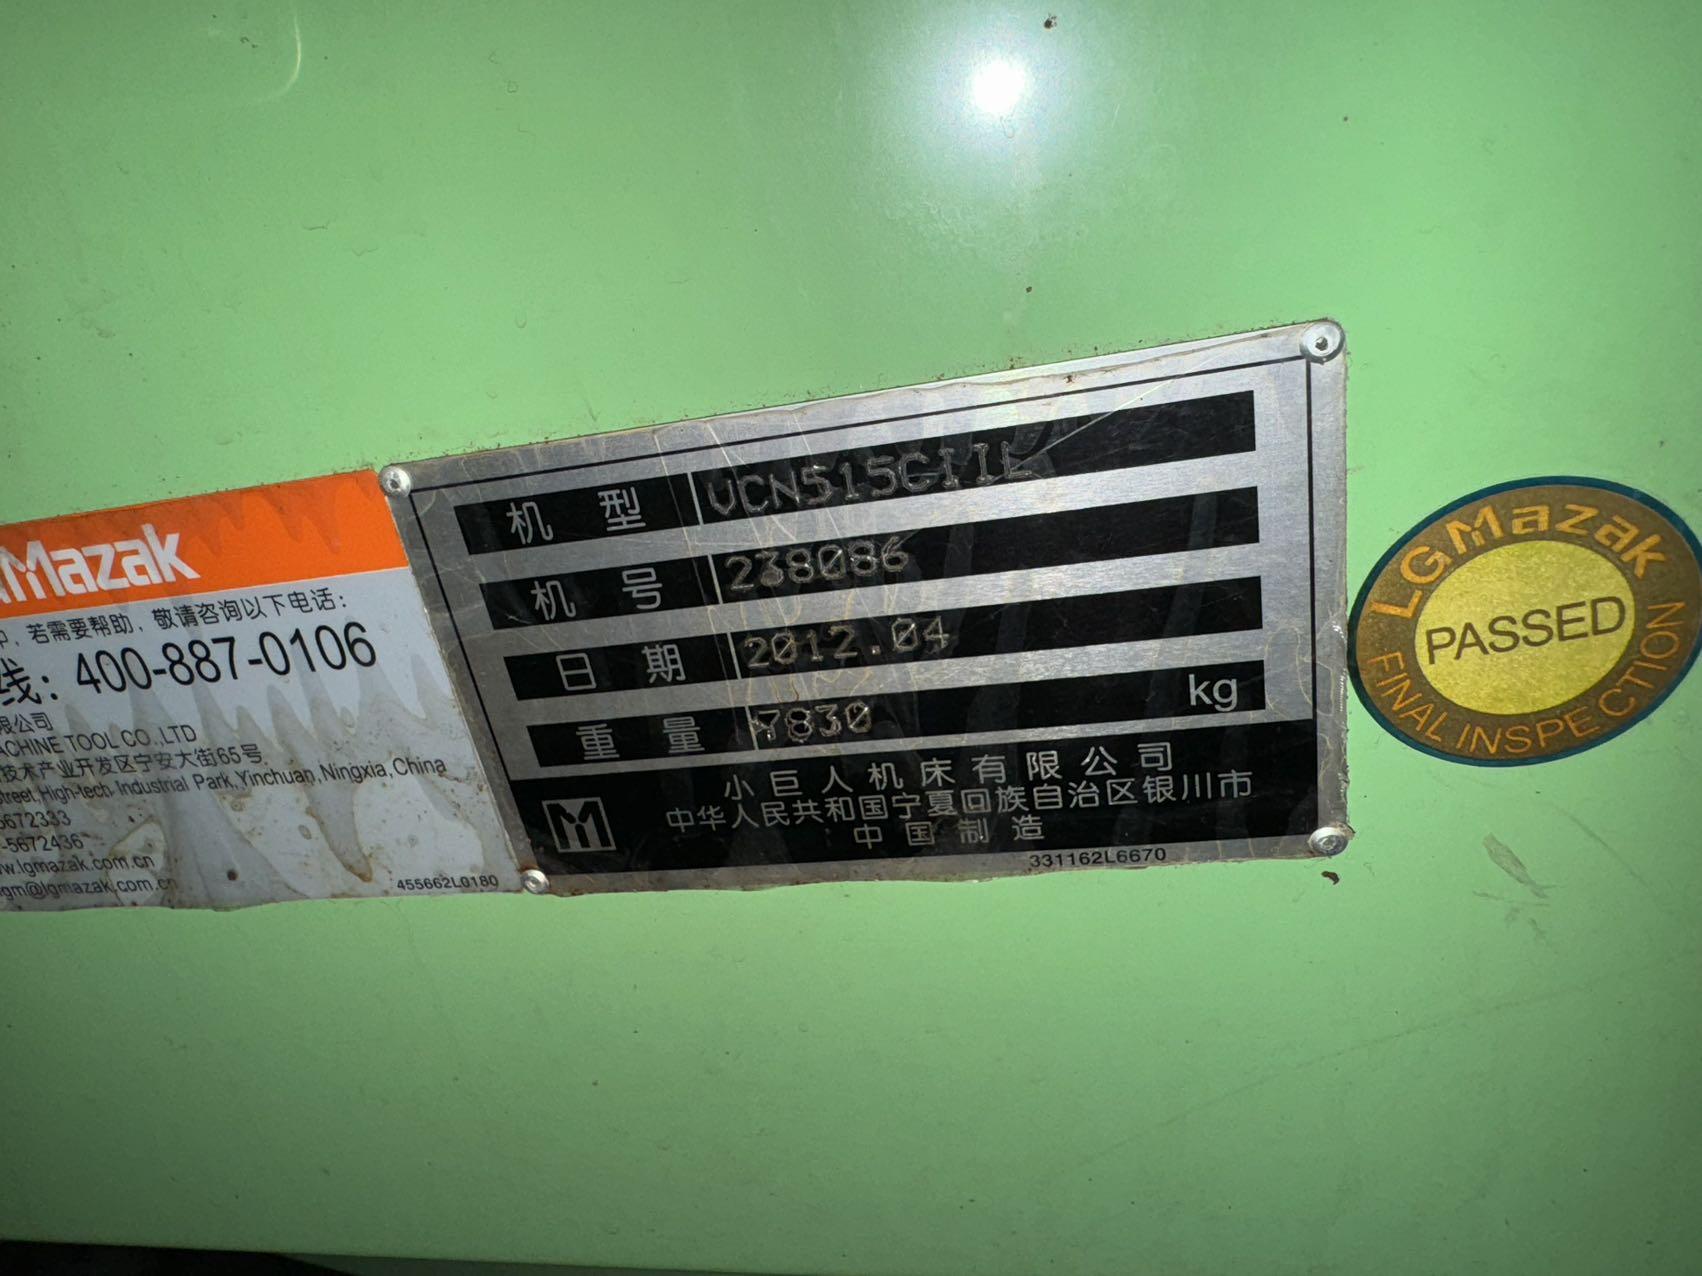 Mazak
中，若需要帮助，敬请咨询以下电话：
线：400-887-0106
限公司
ACHINE TOOL CO.,LTD
技术产业开发区宁安大街65号
treet, High-tech Industrial Park, Yinchuan, Ningxia, China
5672333
-5672436
ww.lgmazak.com.cn
gm@lgmazak.com.cn
455662L0180
机型 VCN515CIIL
机号 238086
日期 2012.04
重量 7830 kg
小巨人机床有限公司
中华人民共和国宁夏回族自治区银川市
中国制造
331162L6670
LGMazak
PASSED
FINAL INSPECTION